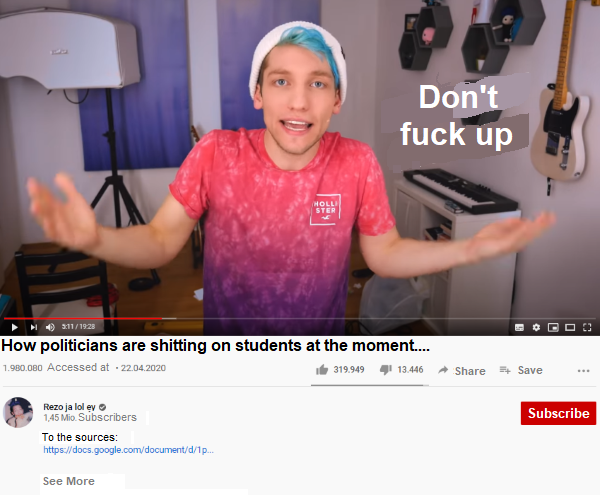 Don't
fuck up
HOLLI
STER
5:11 / 19:28
How politicians are shitting on students at the moment....
1.980.080 Accessed at • 22.04.2020
319.949
13.446
Share
Save
Rezo ja lol ey
1,45 Mio. Subscribers
Subscribe
To the sources:
https://docs.google.com/document/d/1p...
See More